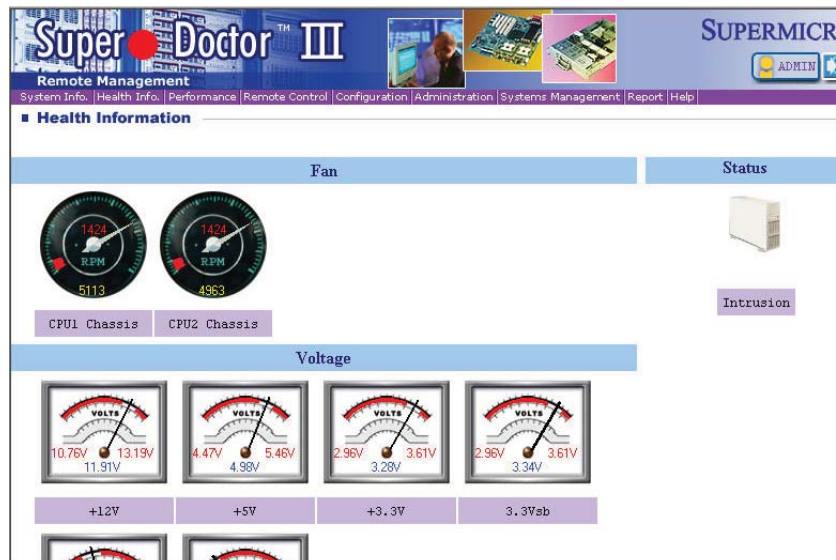 Super Doctor™ III
SUPERMICR
Remote Management
ADMIN
System Info. Health Info. Performance Remote Control Configuration Administration Systems Management Report Help
Health Information
Fan
Status
1424
RPM
5113
1424
RPM
4963
CPU1 Chassis
CPU2 Chassis
Intrusion
Voltage
VOLTS
10.76V 13.19V
11.91V
VOLTS
4.47V 5.46V
4.98V
VOLTS
2.96V 3.61V
3.28V
VOLTS
2.96V 3.61V
3.34V
+12V
+5V
+3.3V
3.3Vsb